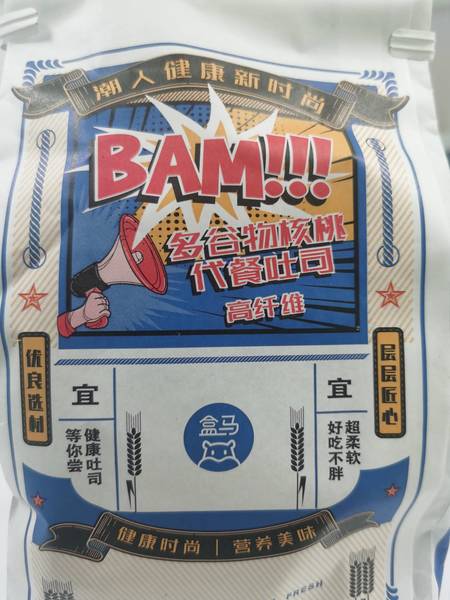 潮人健康新时尚
BAM!!!
多谷物核桃
代餐吐司
高纤维
优良选材
层层匠心
宜
健康吐司
等你尝
盒马
宜
超柔软
好吃不胖
健康时尚 | 营养美味
FRESH